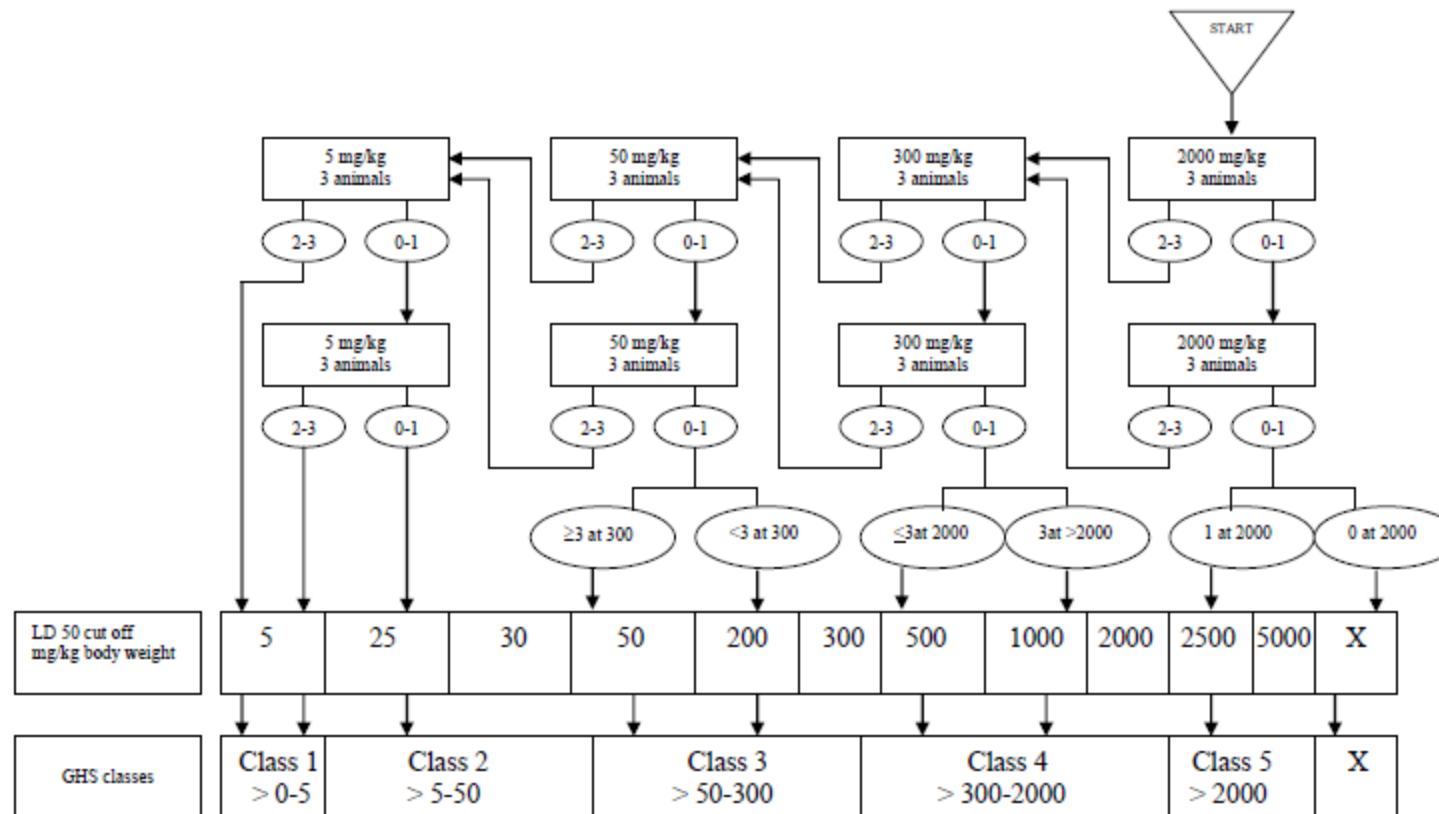 START
5 mg/kg
3 animals
50 mg/kg
3 animals
300 mg/kg
3 animals
2000 mg/kg
3 animals
2-3
0-1
2-3
0-1
2-3
0-1
2-3
0-1
5 mg/kg
3 animals
50 mg/kg
3 animals
300 mg/kg
3 animals
2000 mg/kg
3 animals
2-3
0-1
2-3
0-1
2-3
0-1
2-3
0-1
≥3 at 300
<3 at 300
≤3at 2000
3at >2000
1 at 2000
0 at 2000
LD 50 cut off
mg/kg body weight
5
25
30
50
200
300
500
1000
2000
2500
5000
X
GHS classes
Class 1
> 0-5
Class 2
> 5-50
Class 3
> 50-300
Class 4
> 300-2000
Class 5
> 2000
X